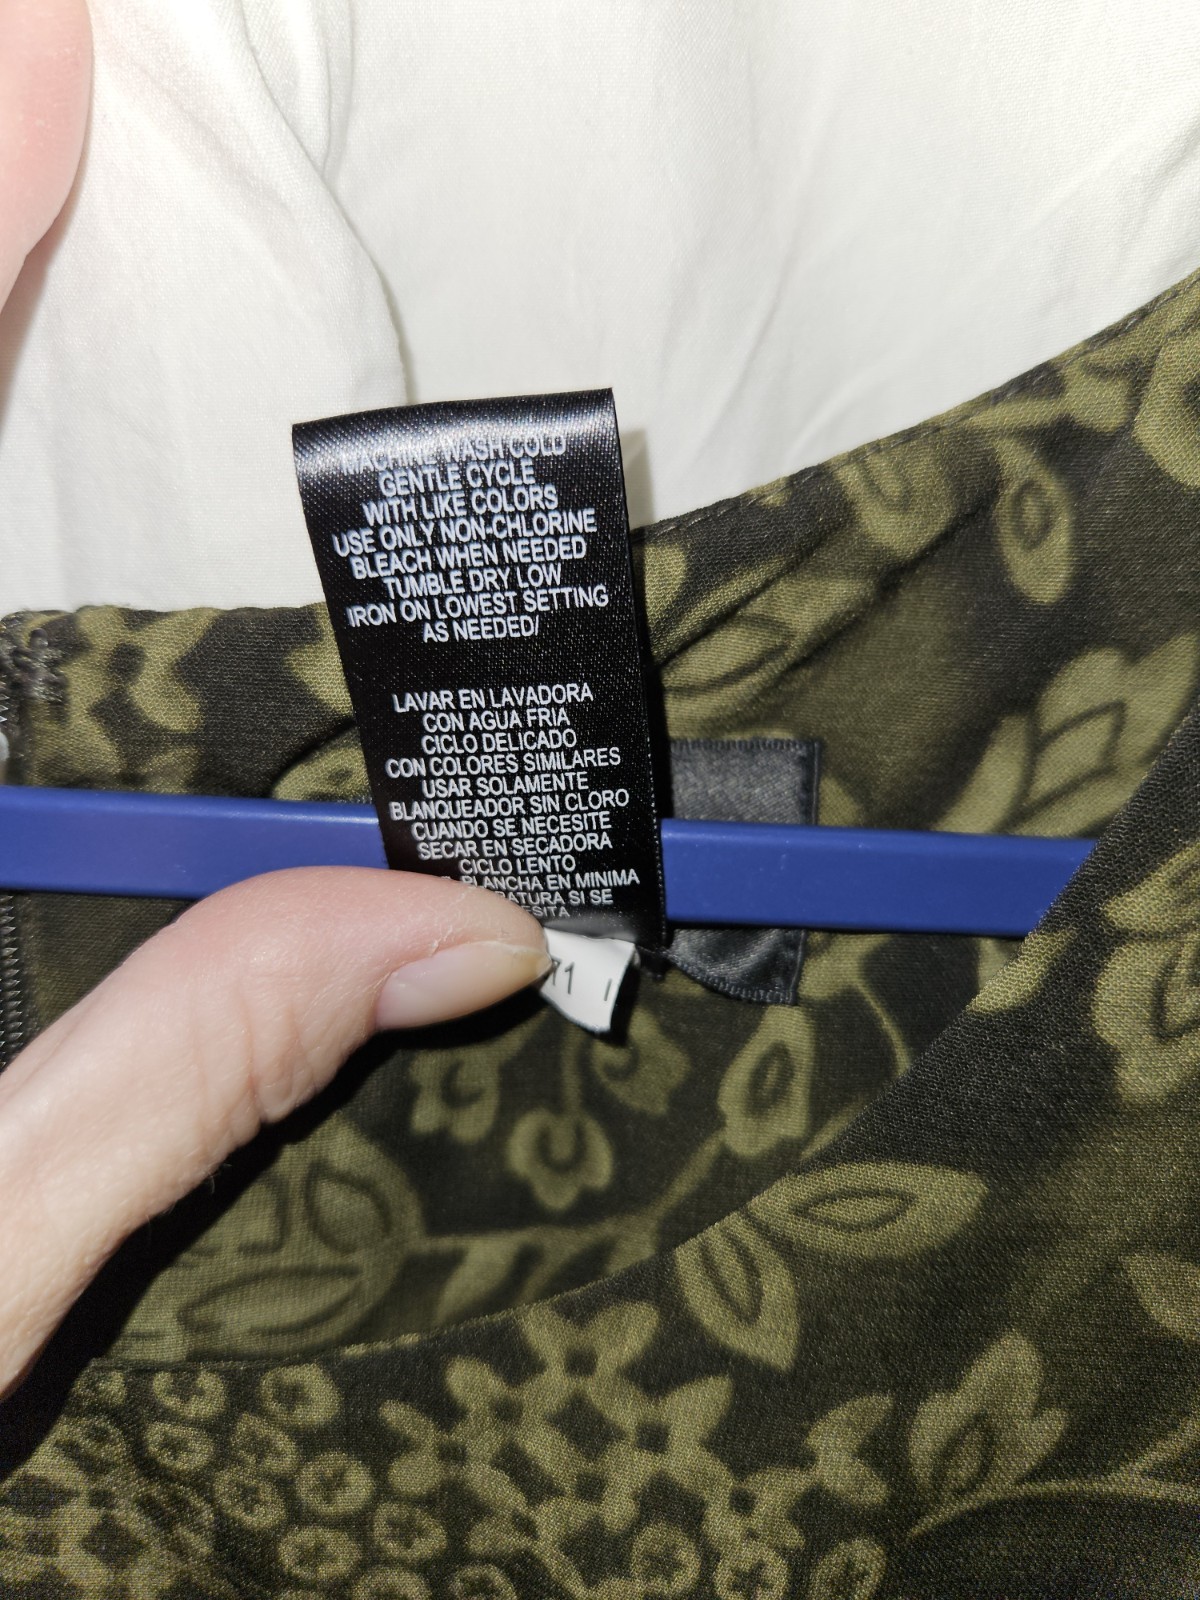 MACHINE WASH COLD
GENTLE CYCLE
WITH LIKE COLORS
USE ONLY NON-CHLORINE
BLEACH WHEN NEEDED
TUMBLE DRY LOW
IRON ON LOWEST SETTING
AS NEEDED/
LAVAR EN LAVADORA
CON AGUA FRIA
CICLO DELICADO
CON COLORES SIMILARES
USAR SOLAMENTE
BLANQUEADOR SIN CLORO
CUANDO SE NECESITE
SECAR EN SECADORA
CICLO LENTO
PLANCHA EN MINIMA
SI SE
71